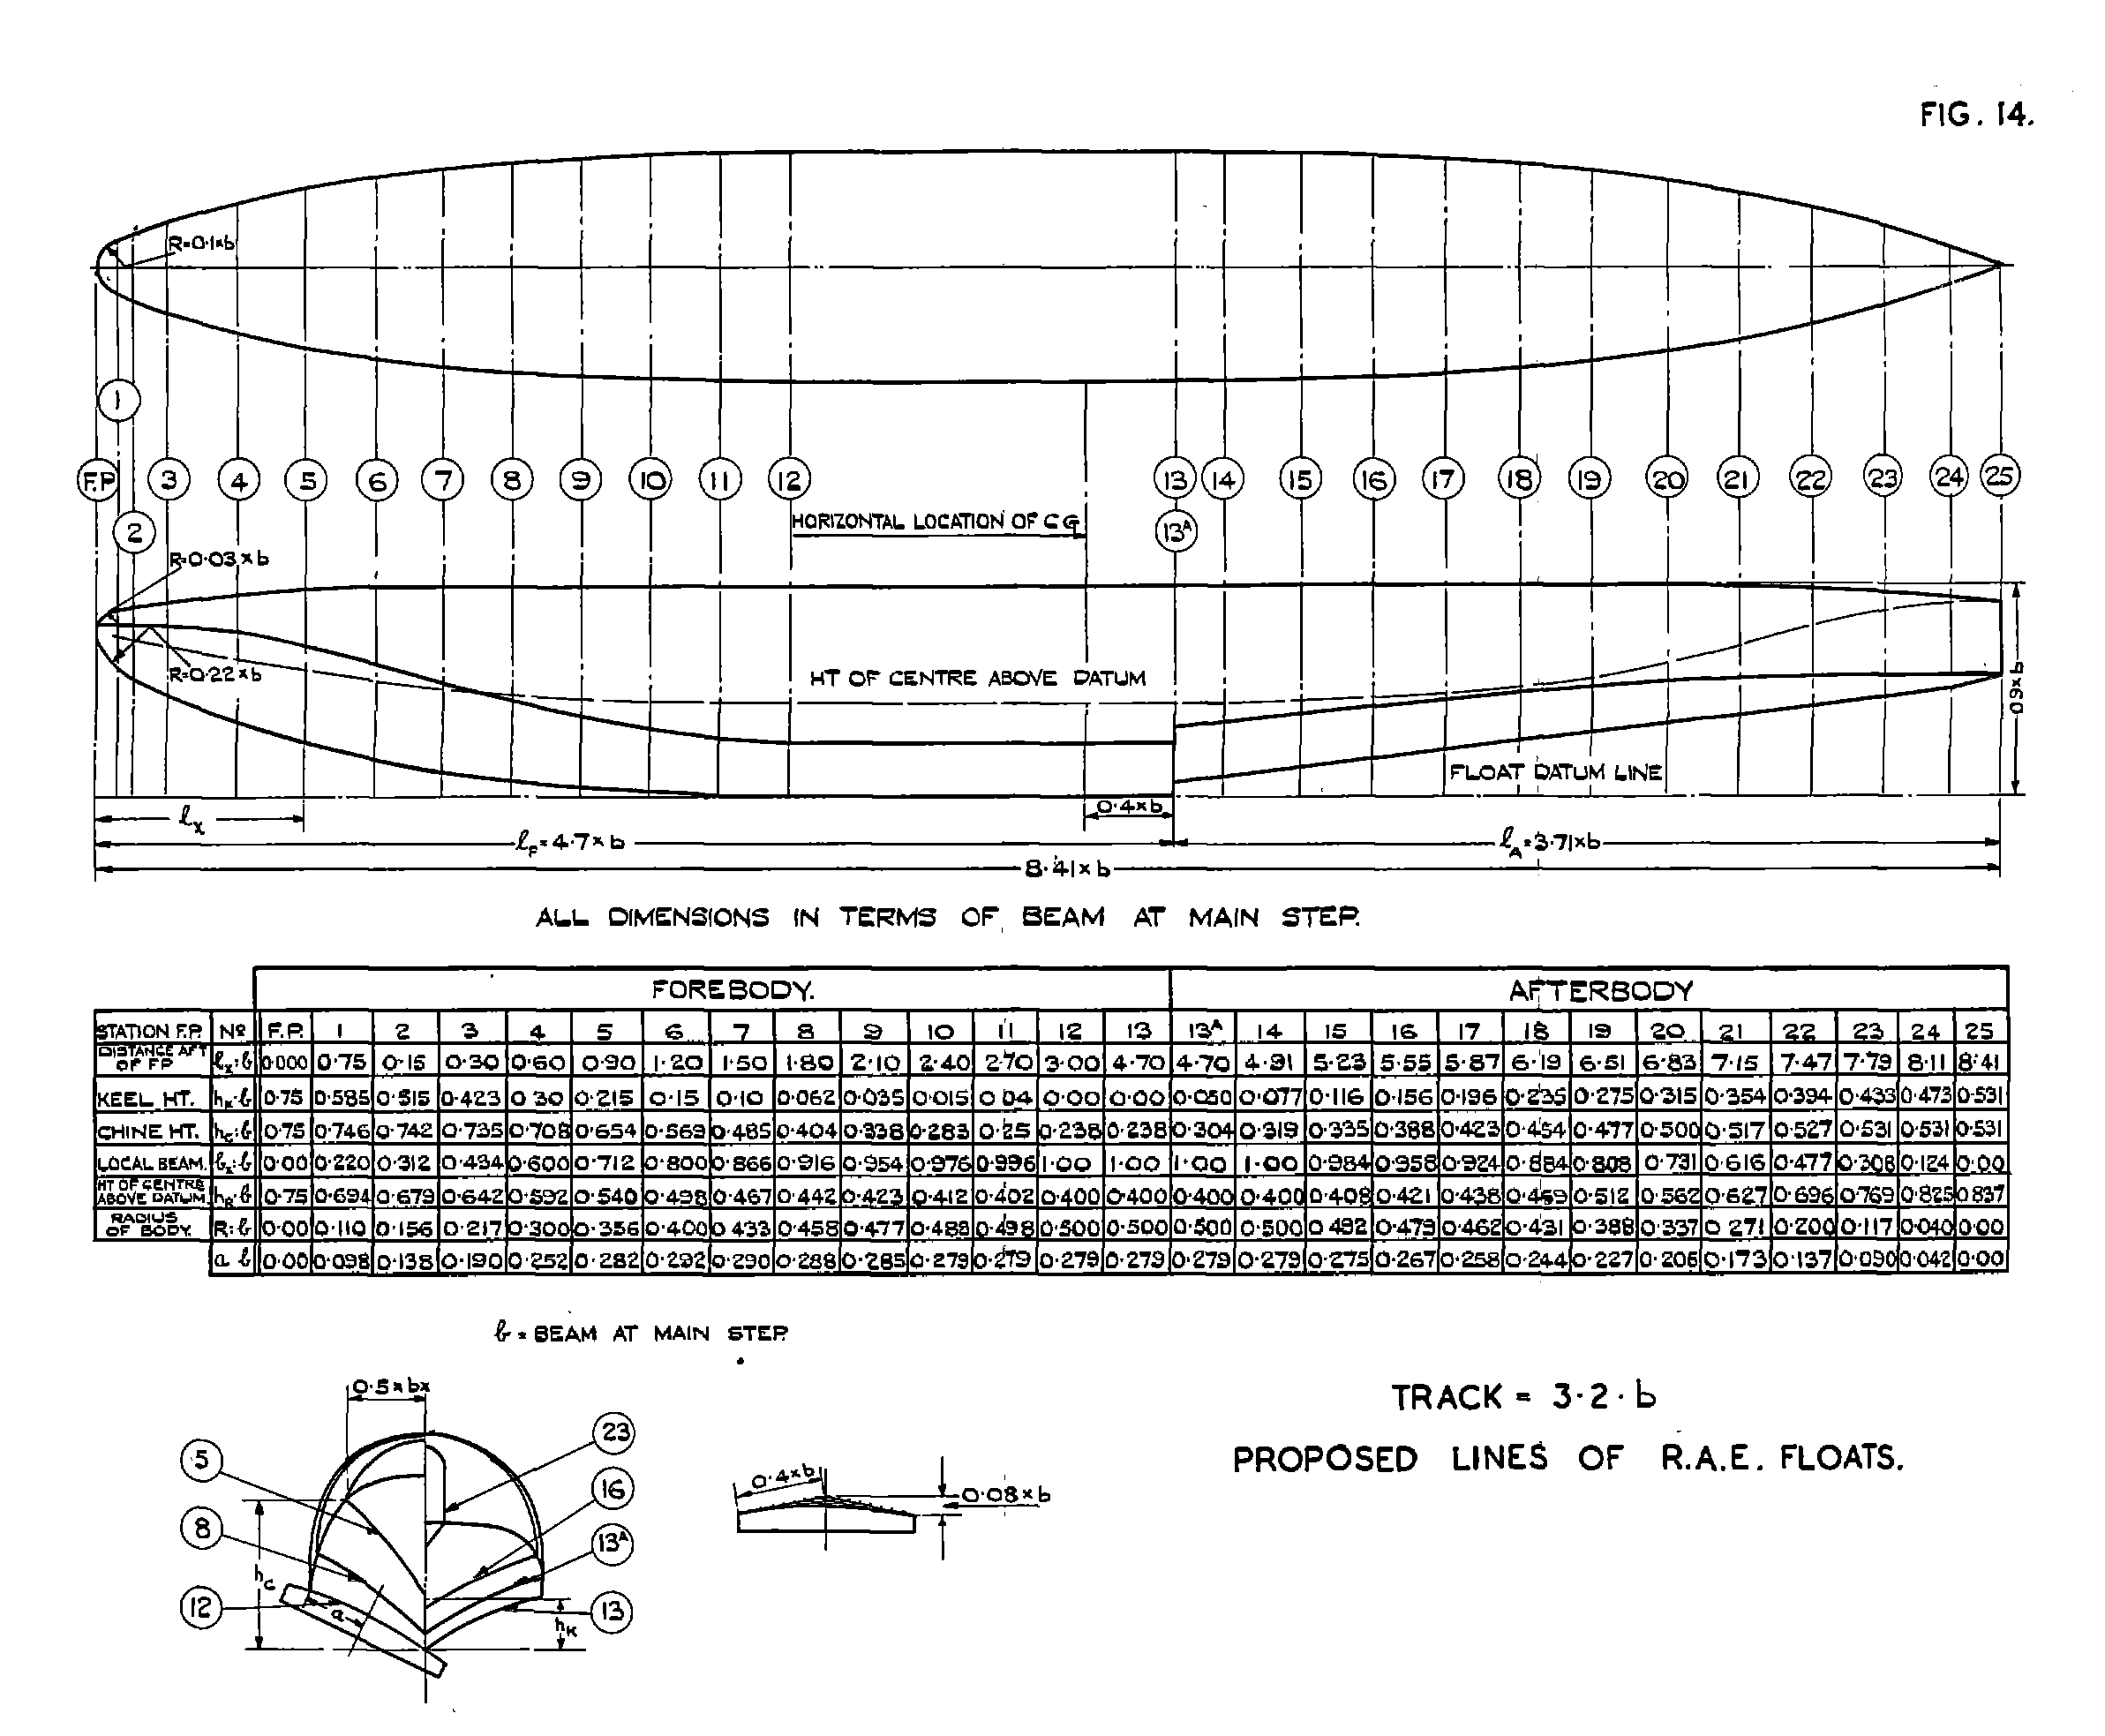 FIG. 14.
R=0·1×b
1
F.P 3 4 5 6 7 8 9 10 11 12 13 14 15 16 17 18 19 20 21 22 23 24 25
2
HORIZONTAL LOCATION OF C G
13A
R=0·03×b
R=0·22×b
HT OF CENTRE ABOVE DATUM
0·9×b
FLOAT DATUM LINE
0·4×b
lx
lF=4·7×b
lA=3·71×b
8·41×b
ALL DIMENSIONS IN TERMS OF BEAM AT MAIN STEP.
FOREBODY. AFTERBODY
STATION F.P. Nº F.P. 1 2 3 4 5 6 7 8 9 10 11 12 13 13A 14 15 16 17 18 19 20 21 22 23 24 25
DISTANCE AFT OF FP lx:b 0·000 0·75 0·15 0·30 0·60 0·90 1·20 1·50 1·80 2·10 2·40 2·70 3·00 4·70 4·70 4·91 5·23 5·55 5·87 6·19 6·51 6·83 7·15 7·47 7·79 8·11 8·41
KEEL HT. hK:b 0·75 0·585 0·515 0·423 0·30 0·215 0·15 0·10 0·062 0·035 0·015 0·04 0·00 0·00 0·050 0·077 0·116 0·156 0·196 0·235 0·275 0·315 0·354 0·394 0·433 0·473 0·531
CHINE HT. hc:b 0·75 0·746 0·742 0·735 0·708 0·654 0·569 0·485 0·404 0·338 0·283 0·25 0·238 0·238 0·304 0·319 0·335 0·388 0·423 0·454 0·477 0·500 0·517 0·527 0·531 0·531 0·531
LOCAL BEAM. bx:b 0·00 0·220 0·312 0·434 0·600 0·712 0·800 0·866 0·916 0·954 0·976 0·996 1·00 1·00 1·00 1·00 0·984 0·958 0·924 0·884 0·808 0·731 0·616 0·477 0·308 0·124 0·00
HT OF CENTRE ABOVE DATUM. hR:b 0·75 0·694 0·679 0·642 0·592 0·540 0·498 0·467 0·442 0·423 0·412 0·402 0·400 0·400 0·400 0·400 0·408 0·421 0·438 0·469 0·512 0·562 0·627 0·696 0·769 0·825 0·837
RADIUS OF BODY. R:b 0·00 0·110 0·156 0·217 0·300 0·356 0·400 0·433 0·458 0·477 0·488 0·498 0·500 0·500 0·500 0·500 0·492 0·479 0·462 0·431 0·388 0·337 0·271 0·200 0·117 0·040 0·00
a b 0·00 0·098 0·138 0·190 0·252 0·282 0·292 0·290 0·288 0·285 0·279 0·279 0·279 0·279 0·279 0·279 0·275 0·267 0·258 0·244 0·227 0·206 0·173 0·137 0·090 0·042 0·00
b = BEAM AT MAIN STEP.
0·5×bx
5
8
12
hc
a
23
16
13A
13
hK
0·4×b
0·08×b
TRACK = 3·2·b
PROPOSED LINES OF R.A.E. FLOATS.